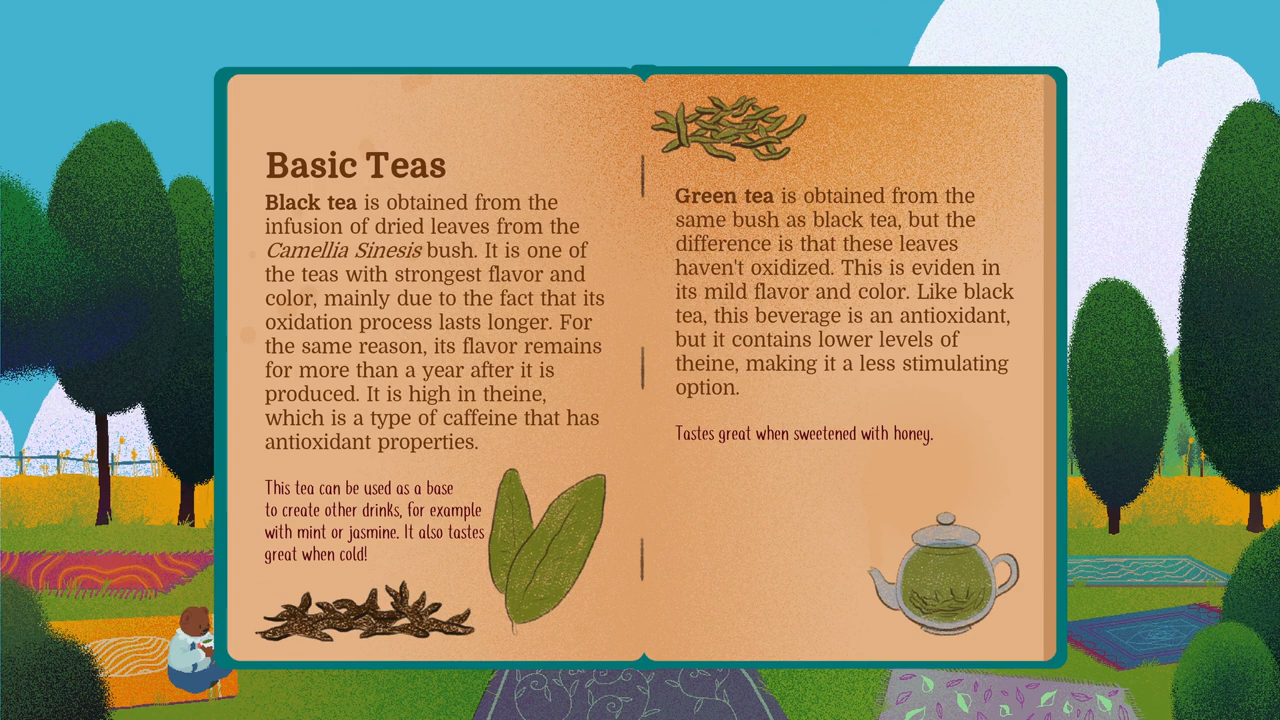 Basic Teas
Black tea is obtained from the
infusion of dried leaves from the
Camellia Sinesis bush. It is one of
the teas with strongest flavor and
color, mainly due to the fact that its
oxidation process lasts longer. For
the same reason, its flavor remains
for more than a year after it is
produced. It is high in theine,
which is a type of caffeine that has
antioxidant properties.
This tea can be used as a base
to create other drinks, for example
with mint or jasmine. It also tastes
great when cold!
Green tea is obtained from the
same bush as black tea, but the
difference is that these leaves
haven't oxidized. This is eviden in
its mild flavor and color. Like black
tea, this beverage is an antioxidant,
but it contains lower levels of
theine, making it a less stimulating
option.
Tastes great when sweetened with honey.